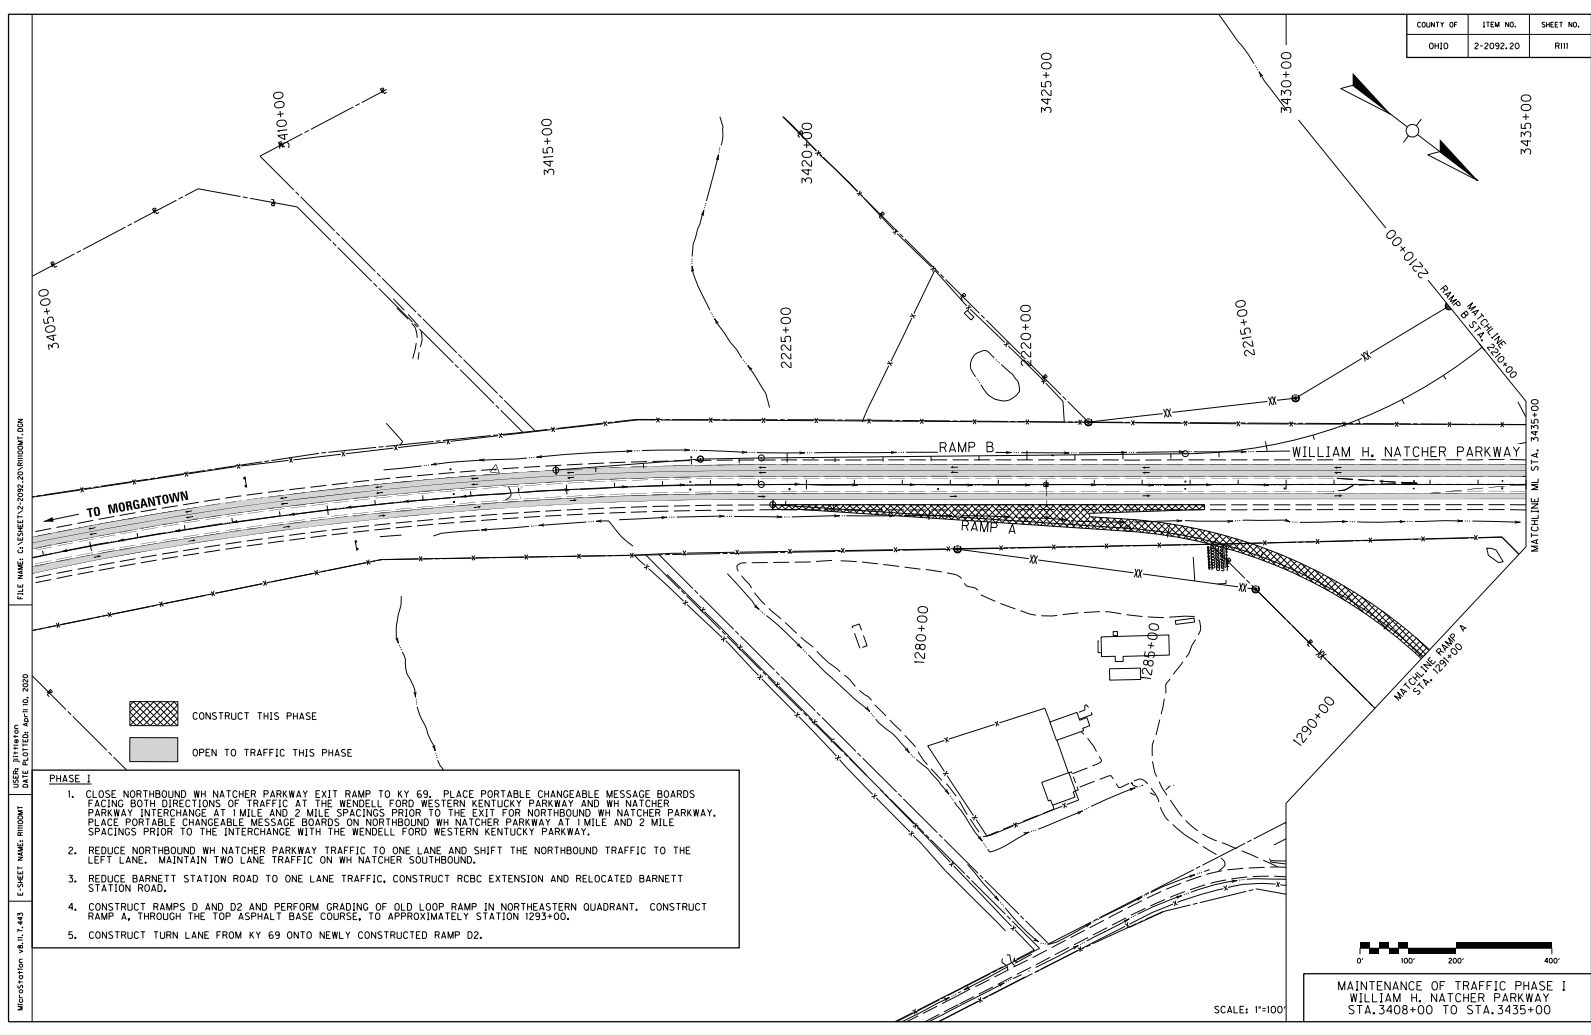 COUNTY OF
ITEM NO.
SHEET NO.
OHIO
2-2092.20
R111
3410+00
3415+00
3420+00
3425+00
3430+00
3435+00
3405+00
2225+00
2220+00
2215+00
2210+00
MATCHLINE
RAMP B STA. 2210+00
RAMP B
WILLIAM H. NATCHER PARKWAY
TO MORGANTOWN
RAMP A
MATCHLINE ML STA. 3435+00
1280+00
1285+00
1290+00
MATCHLINE RAMP A
STA. 1291+00
CONSTRUCT THIS PHASE
OPEN TO TRAFFIC THIS PHASE
PHASE I
1. CLOSE NORTHBOUND WH NATCHER PARKWAY EXIT RAMP TO KY 69. PLACE PORTABLE CHANGEABLE MESSAGE BOARDS
FACING BOTH DIRECTIONS OF TRAFFIC AT THE WENDELL FORD WESTERN KENTUCKY PARKWAY AND WH NATCHER
PARKWAY INTERCHANGE AT 1 MILE AND 2 MILE SPACINGS PRIOR TO THE EXIT FOR NORTHBOUND WH NATCHER PARKWAY.
PLACE PORTABLE CHANGEABLE MESSAGE BOARDS ON NORTHBOUND WH NATCHER PARKWAY AT 1 MILE AND 2 MILE
SPACINGS PRIOR TO THE INTERCHANGE WITH THE WENDELL FORD WESTERN KENTUCKY PARKWAY.
2. REDUCE NORTHBOUND WH NATCHER PARKWAY TRAFFIC TO ONE LANE AND SHIFT THE NORTHBOUND TRAFFIC TO THE
LEFT LANE. MAINTAIN TWO LANE TRAFFIC ON WH NATCHER SOUTHBOUND.
3. REDUCE BARNETT STATION ROAD TO ONE LANE TRAFFIC, CONSTRUCT RCBC EXTENSION AND RELOCATED BARNETT
STATION ROAD.
4. CONSTRUCT RAMPS D AND D2 AND PERFORM GRADING OF OLD LOOP RAMP IN NORTHEASTERN QUADRANT. CONSTRUCT
RAMP A, THROUGH THE TOP ASPHALT BASE COURSE, TO APPROXIMATELY STATION 1293+00.
5. CONSTRUCT TURN LANE FROM KY 69 ONTO NEWLY CONSTRUCTED RAMP D2.
0' 100' 200' 400'
SCALE: 1"=100'
MAINTENANCE OF TRAFFIC PHASE I
WILLIAM H. NATCHER PARKWAY
STA.3408+00 TO STA.3435+00
FILE NAME: C:\ESHEET\2-2092.20\R11100MT.DGN
USER: jlittleton
DATE PLOTTED: April 10, 2020
E-SHEET NAME: R11100MT
MicroStation v8.11.7.443